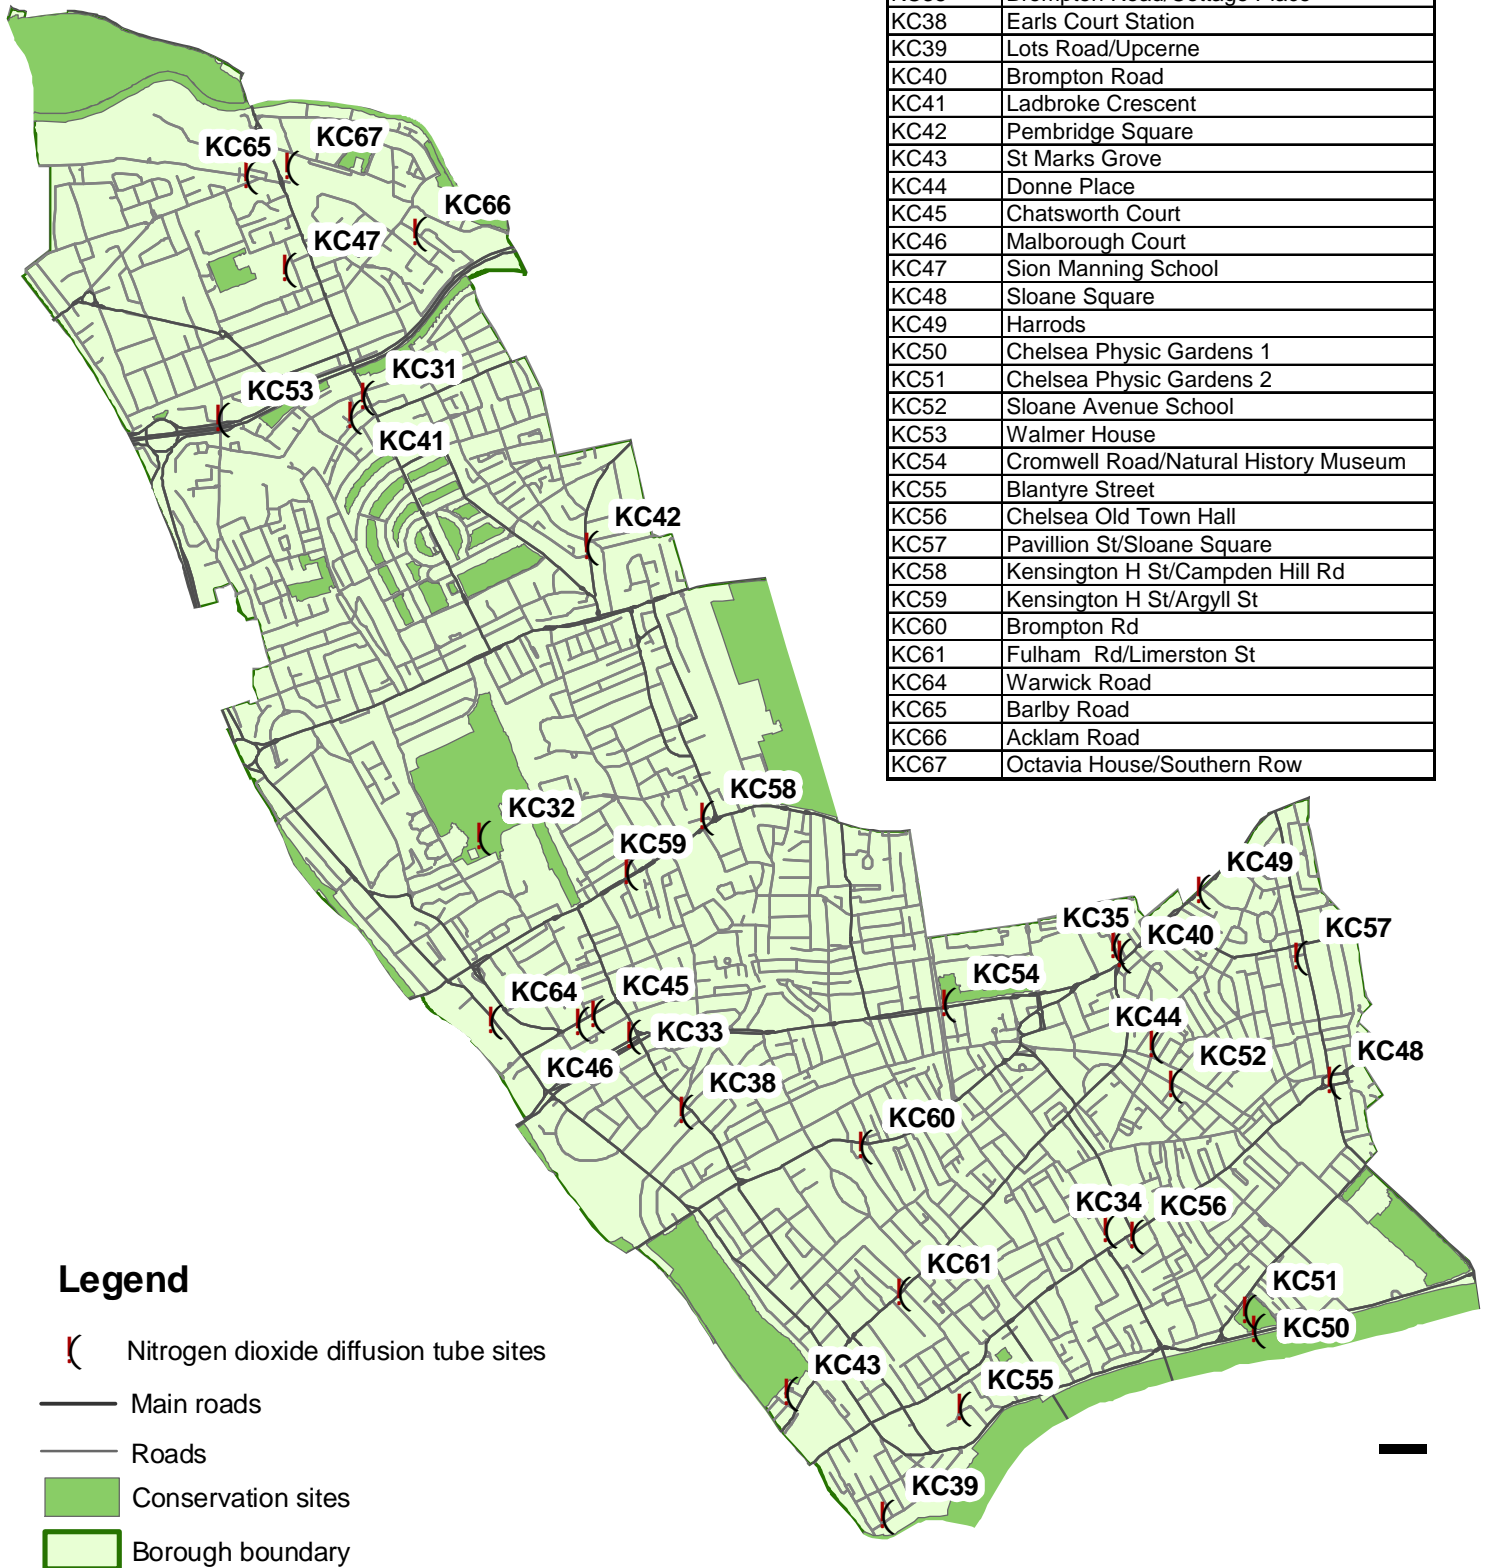 KC38 Earls Court Station
KC39 Lots Road/Upcerne
KC40 Brompton Road
KC41 Ladbroke Crescent
KC42 Pembridge Square
KC43 St Marks Grove
KC44 Donne Place
KC45 Chatsworth Court
KC46 Malborough Court
KC47 Sion Manning School
KC48 Sloane Square
KC49 Harrods
KC50 Chelsea Physic Gardens 1
KC51 Chelsea Physic Gardens 2
KC52 Sloane Avenue School
KC53 Walmer House
KC54 Cromwell Road/Natural History Museum
KC55 Blantyre Street
KC56 Chelsea Old Town Hall
KC57 Pavillion St/Sloane Square
KC58 Kensington H St/Campden Hill Rd
KC59 Kensington H St/Argyll St
KC60 Brompton Rd
KC61 Fulham Rd/Limerston St
KC64 Warwick Road
KC65 Barlby Road
KC66 Acklam Road
KC67 Octavia House/Southern Row
KC67
KC65
KC66
KC47
KC31
KC53
KC41
KC42
KC58
KC32
KC59
KC49
KC35
KC40
KC57
KC54
KC45
KC64
KC44
KC33
KC52
KC48
KC46
KC38
KC60
KC34
KC56
KC61
KC51
KC50
KC43
KC55
KC39
Legend
Nitrogen dioxide diffusion tube sites
Main roads
Roads
Conservation sites
Borough boundary